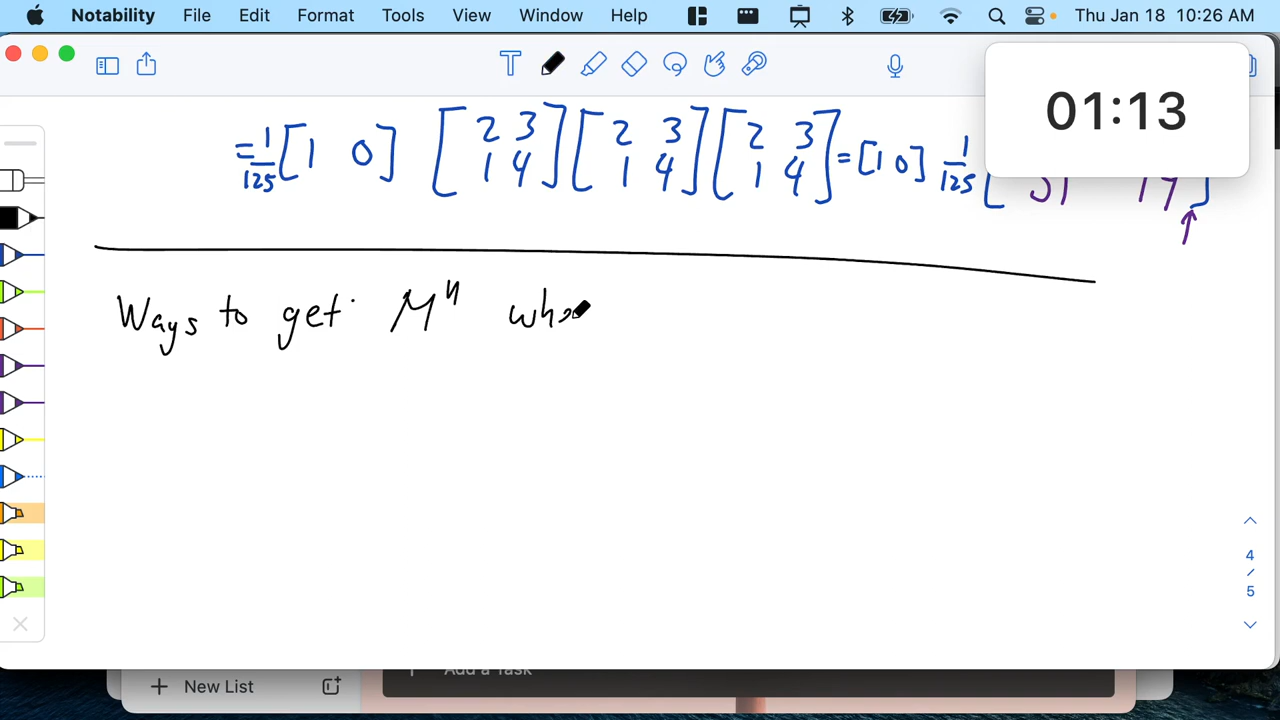 Notability File Edit Format Tools View Window Help Thu Jan 18 10:26 AM
01:13
= 1/125 [1 0] [2 3 [2 3 [2 3 = [1 0] 1/125 [
1 4] 1 4] 1 4]
Ways to get M^n
4
/
5
Add a Task
New List